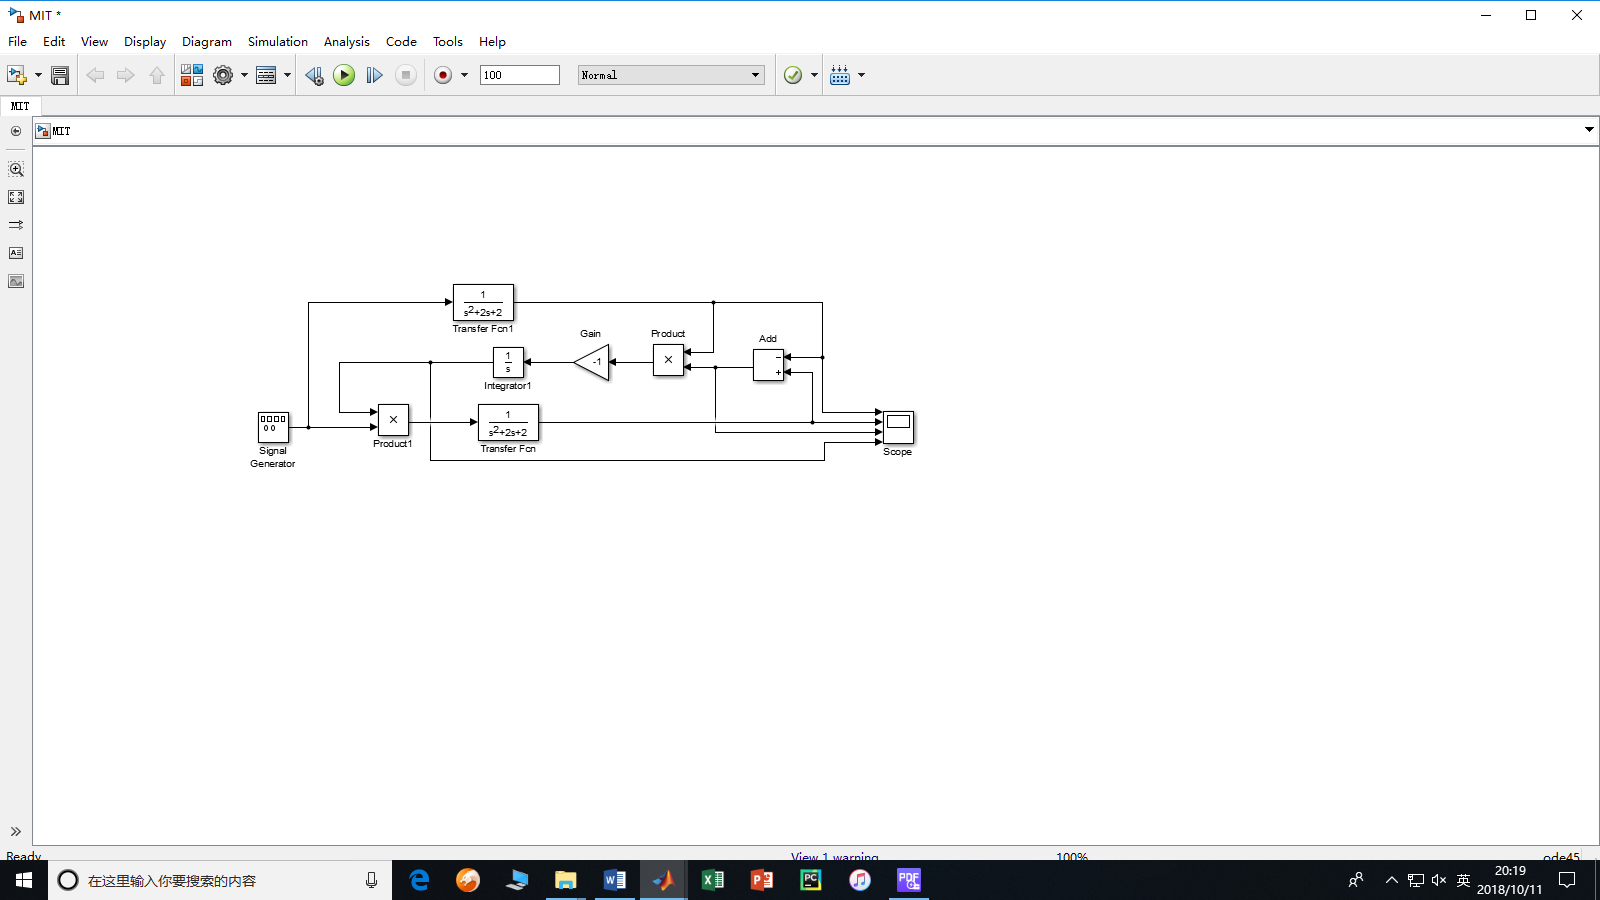 MIT *
File Edit View Display Diagram Simulation Analysis Code Tools Help
100 Normal
MIT
MIT
1
s2+2s+2
Transfer Fcn1
Gain
-1
Product
×
Add
−
+
1
s
Integrator1
×
Product1
1
s2+2s+2
Transfer Fcn
Signal
Generator
Scope
Ready View 1 warning 100% ode45
在这里输入你要搜索的内容
英
20:19
2018/10/11